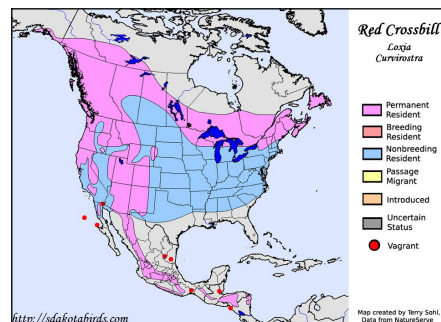 Red Crossbill
Loxia
Curvirostra
Permanent
Resident
Breeding
Resident
Nonbreeding
Resident
Passage
Migrant
Introduced
Uncertain
Status
Vagrant
http://sdakotabirds.com
Map created by Terry Sohl,
Data from NatureServe